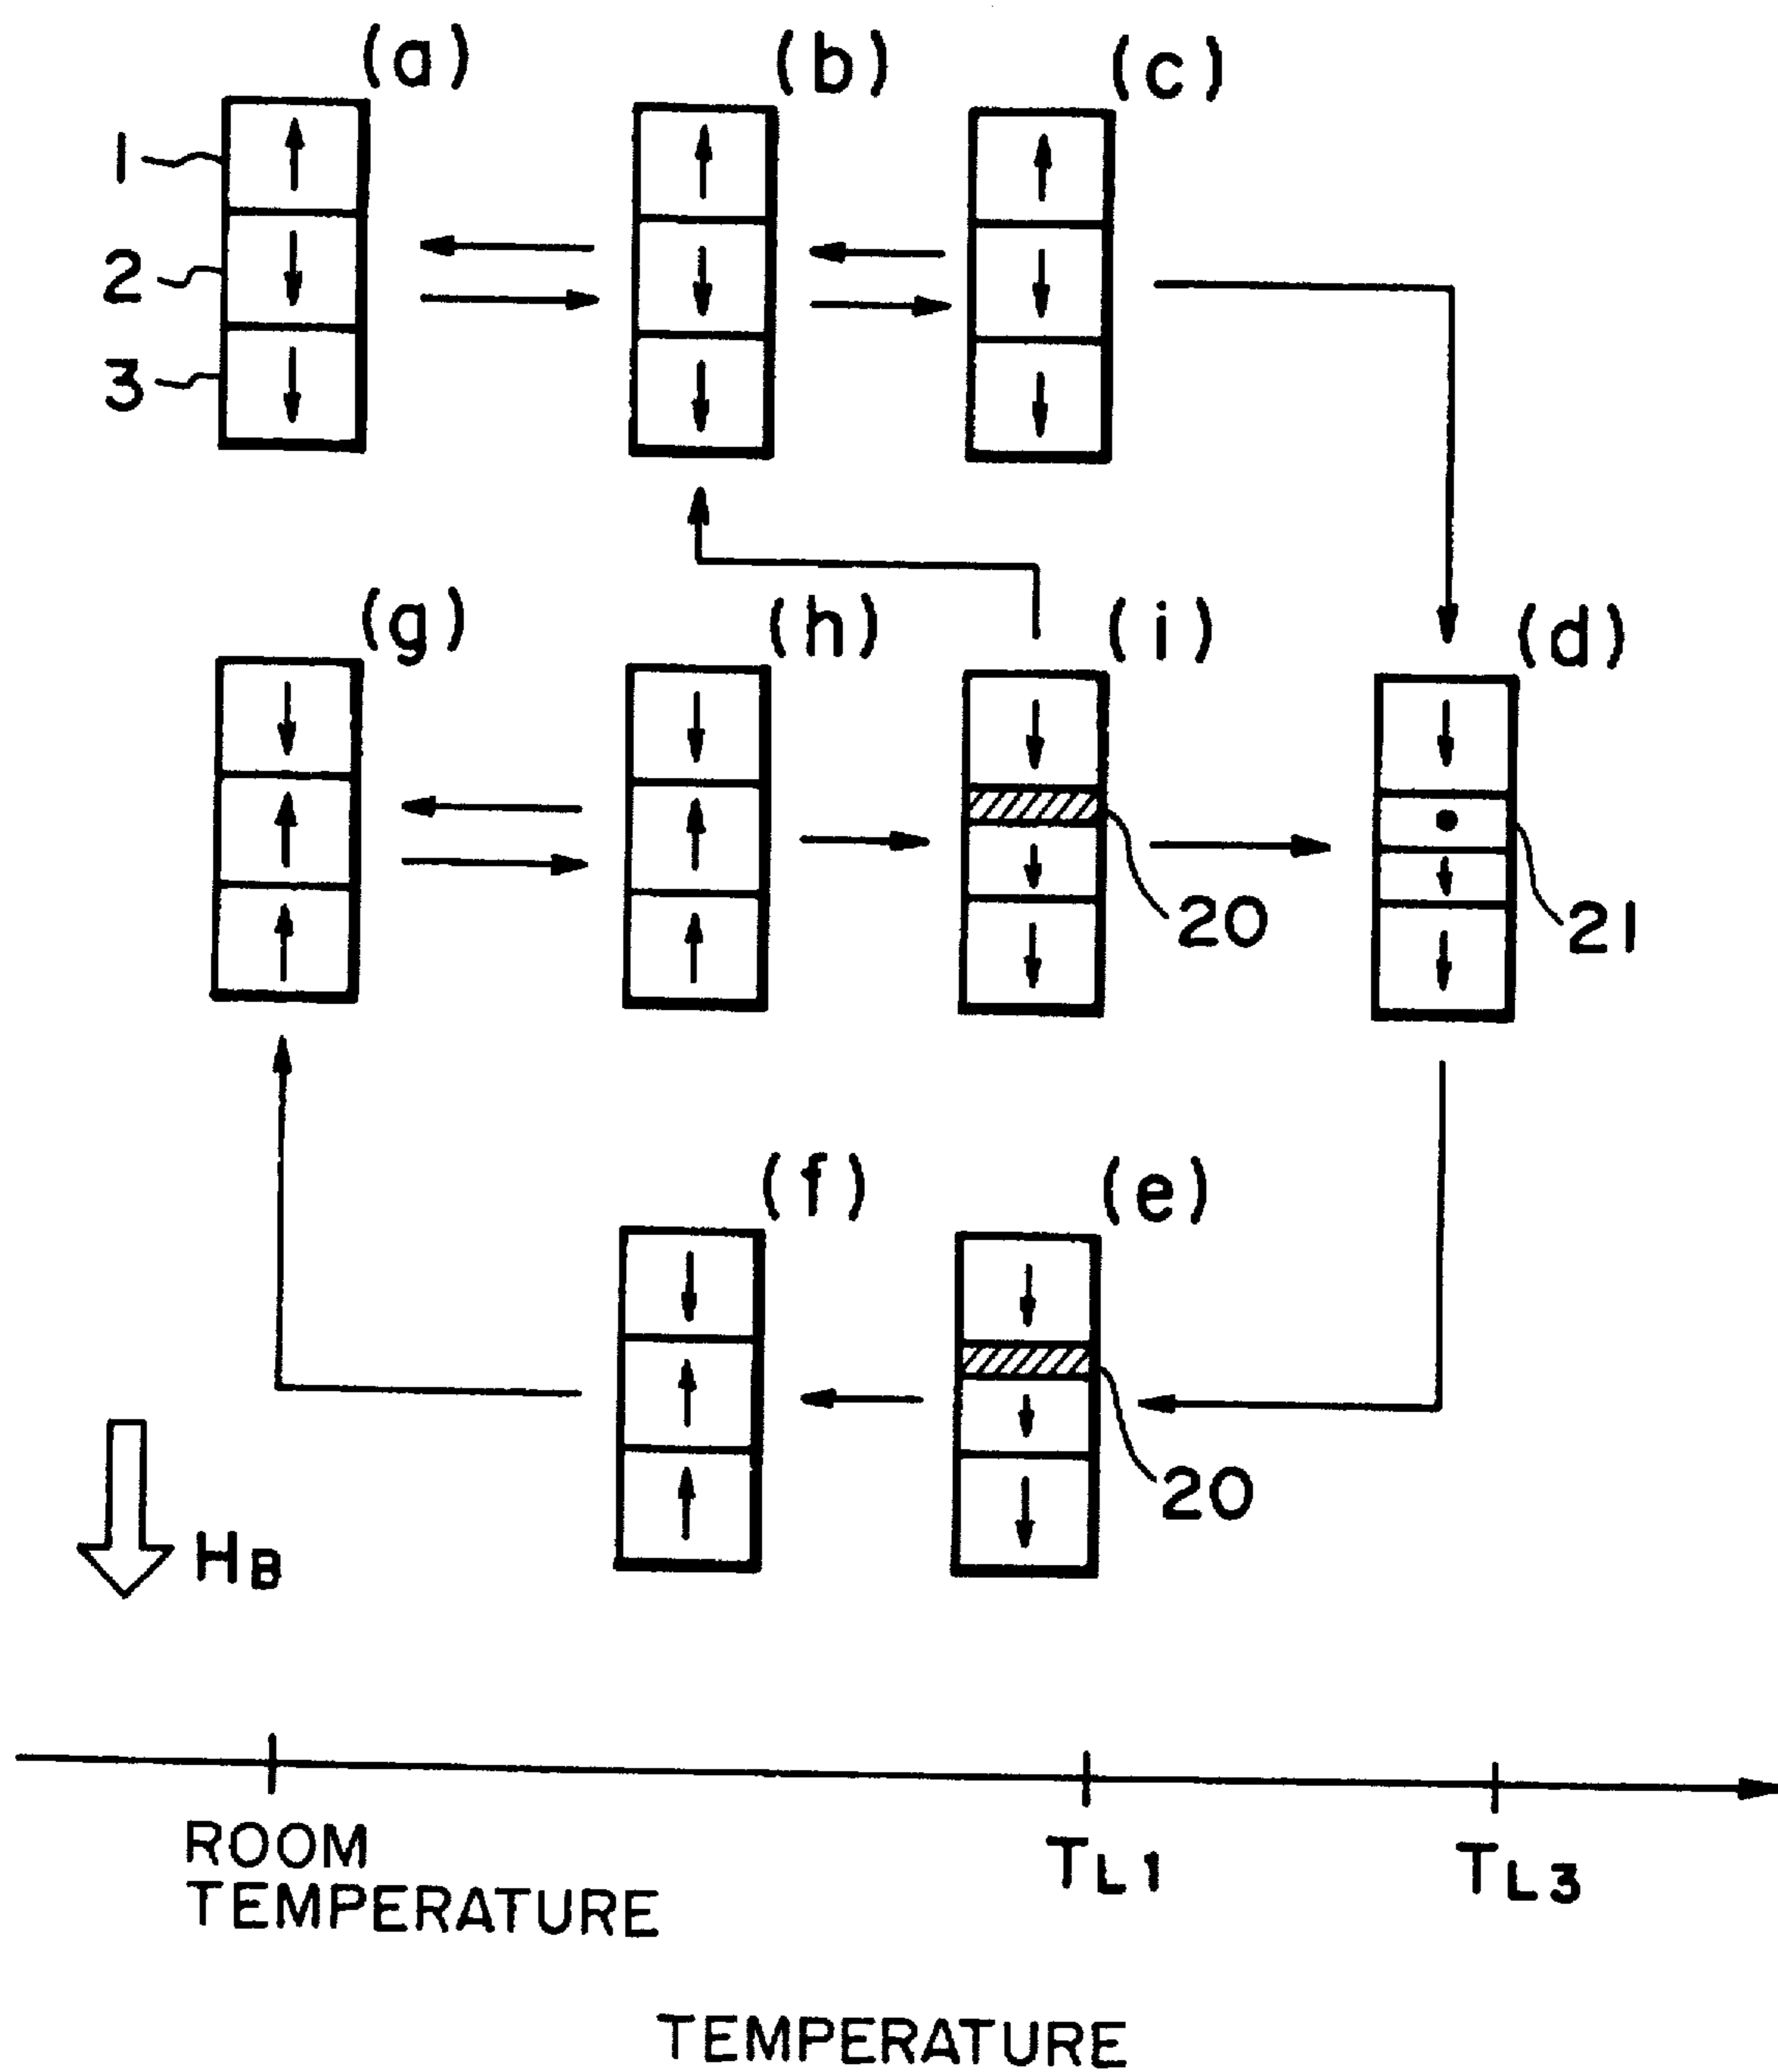 (a) (b) (c)
1
2
3
(g) (h) (i) (d)
20 21
(f) (e)
20
HB
ROOM
TEMPERATURE
TL1 TL3
TEMPERATURE